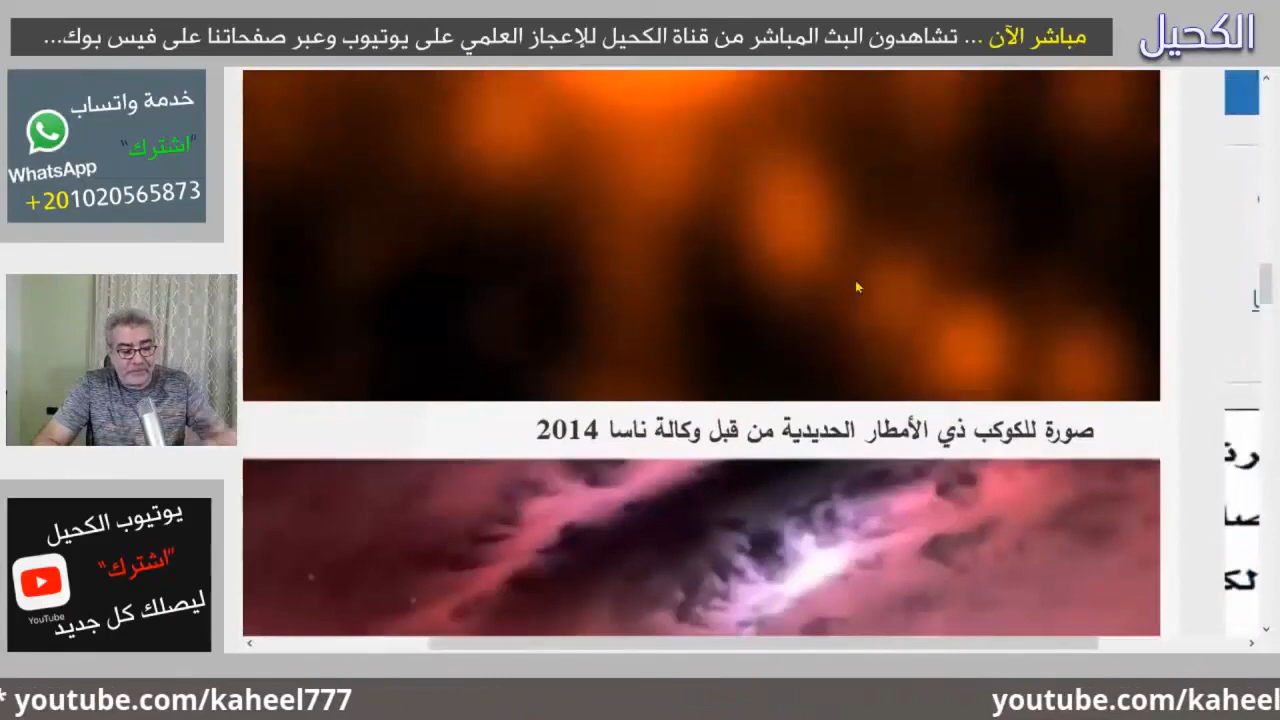 الكحيل
مباشر الآن ... تشاهدون البث المباشر من قناة الكحيل للإعجاز العلمي على يوتيوب وعبر صفحاتنا على فيس بوك...
خدمة واتساب
"اشترك"
WhatsApp
+201020565873
صورة للكوكب ذي الأمطار الحديدية من قبل وكالة ناسا 2014
يوتيوب الكحيل
"اشترك"
YouTube
ليصلك كل جديد
* youtube.com/kaheel777
youtube.com/kaheel